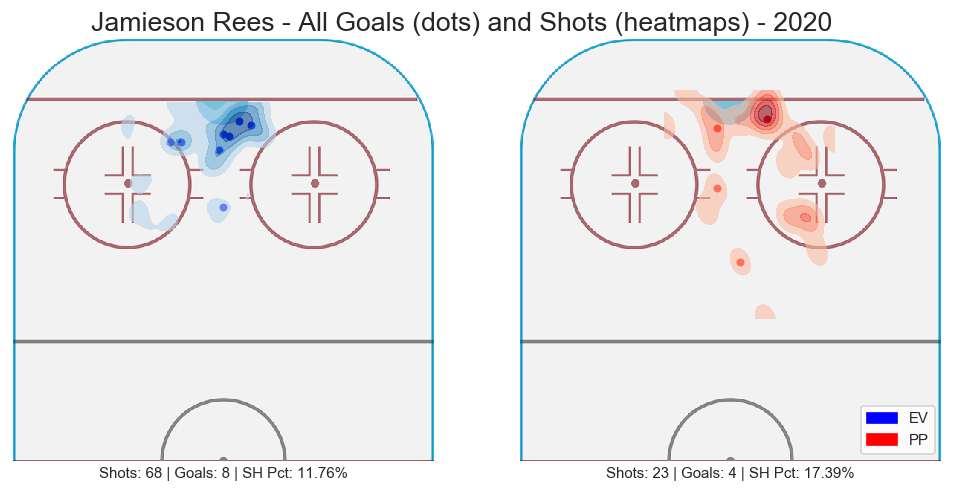 Jamieson Rees - All Goals (dots) and Shots (heatmaps) - 2020
EV
PP
Shots: 68 | Goals: 8 | SH Pct: 11.76%
Shots: 23 | Goals: 4 | SH Pct: 17.39%